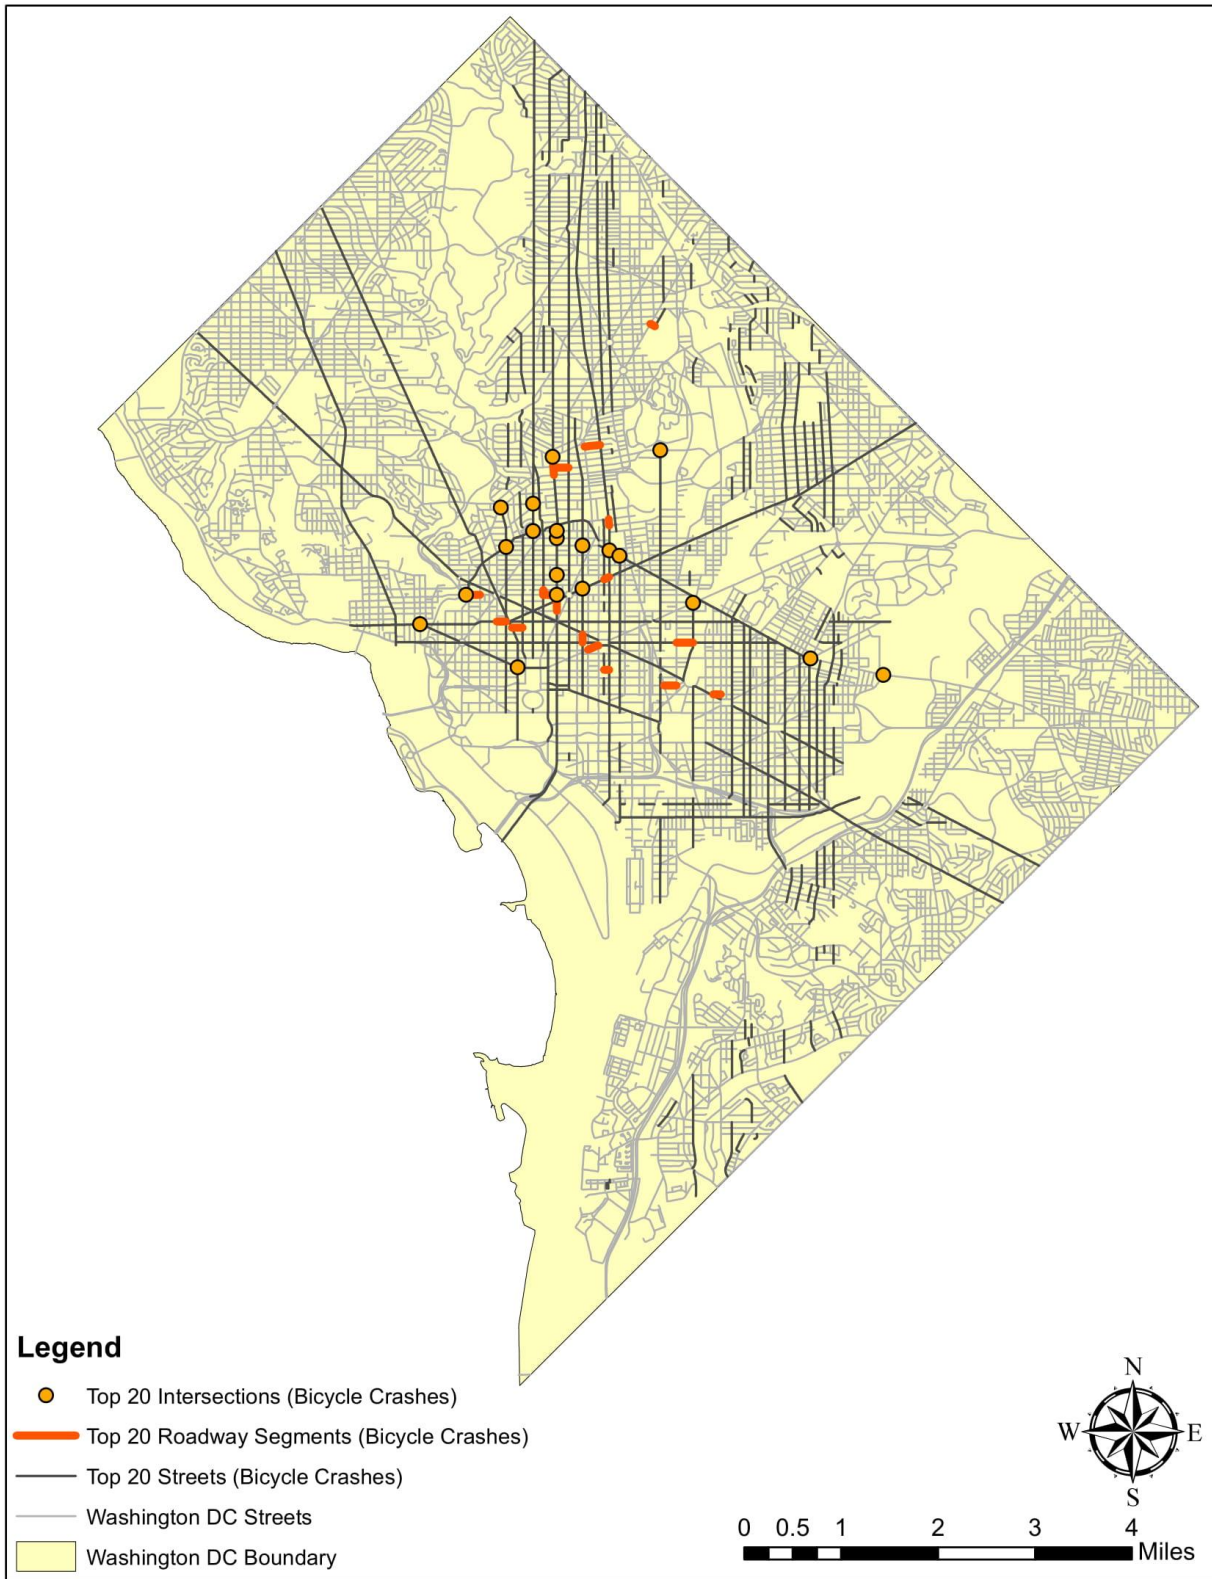 Legend
Top 20 Intersections (Bicycle Crashes)
Top 20 Roadway Segments (Bicycle Crashes)
Top 20 Streets (Bicycle Crashes)
Washington DC Streets
Washington DC Boundary
N
W E
S
0 0.5 1 2 3 4
Miles